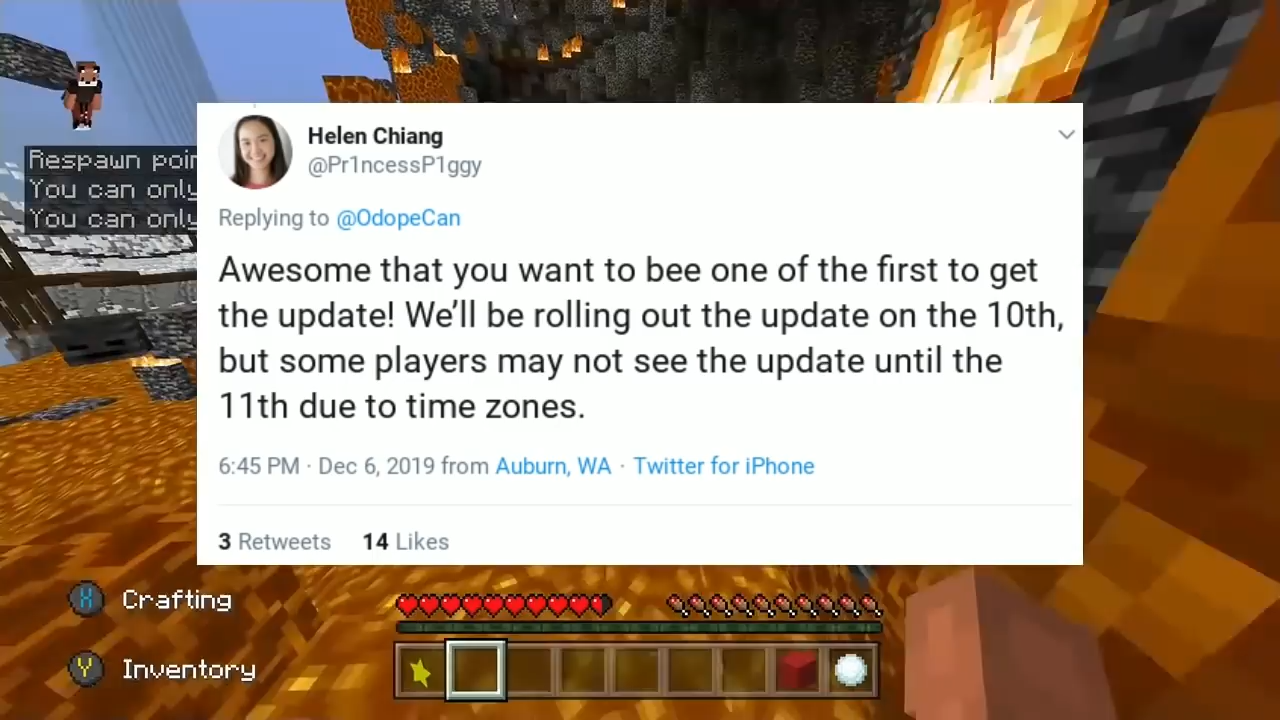 Respawn poin
You can only
You can only
Helen Chiang
@Pr1ncessP1ggy
Replying to @OdopeCan
Awesome that you want to bee one of the first to get
the update! We’ll be rolling out the update on the 10th,
but some players may not see the update until the
11th due to time zones.
6:45 PM · Dec 6, 2019 from Auburn, WA · Twitter for iPhone
3 Retweets 14 Likes
X Crafting
Y Inventory